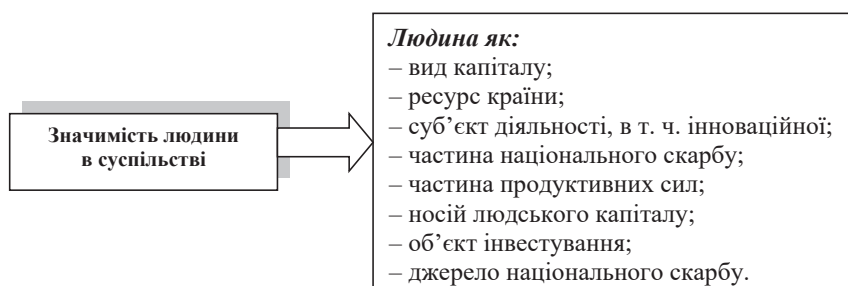 Значимість людини
в суспільстві
Людина як:
– вид капіталу;
– ресурс країни;
– суб’єкт діяльності, в т. ч. інноваційної;
– частина національного скарбу;
– частина продуктивних сил;
– носій людського капіталу;
– об’єкт інвестування;
– джерело національного скарбу.